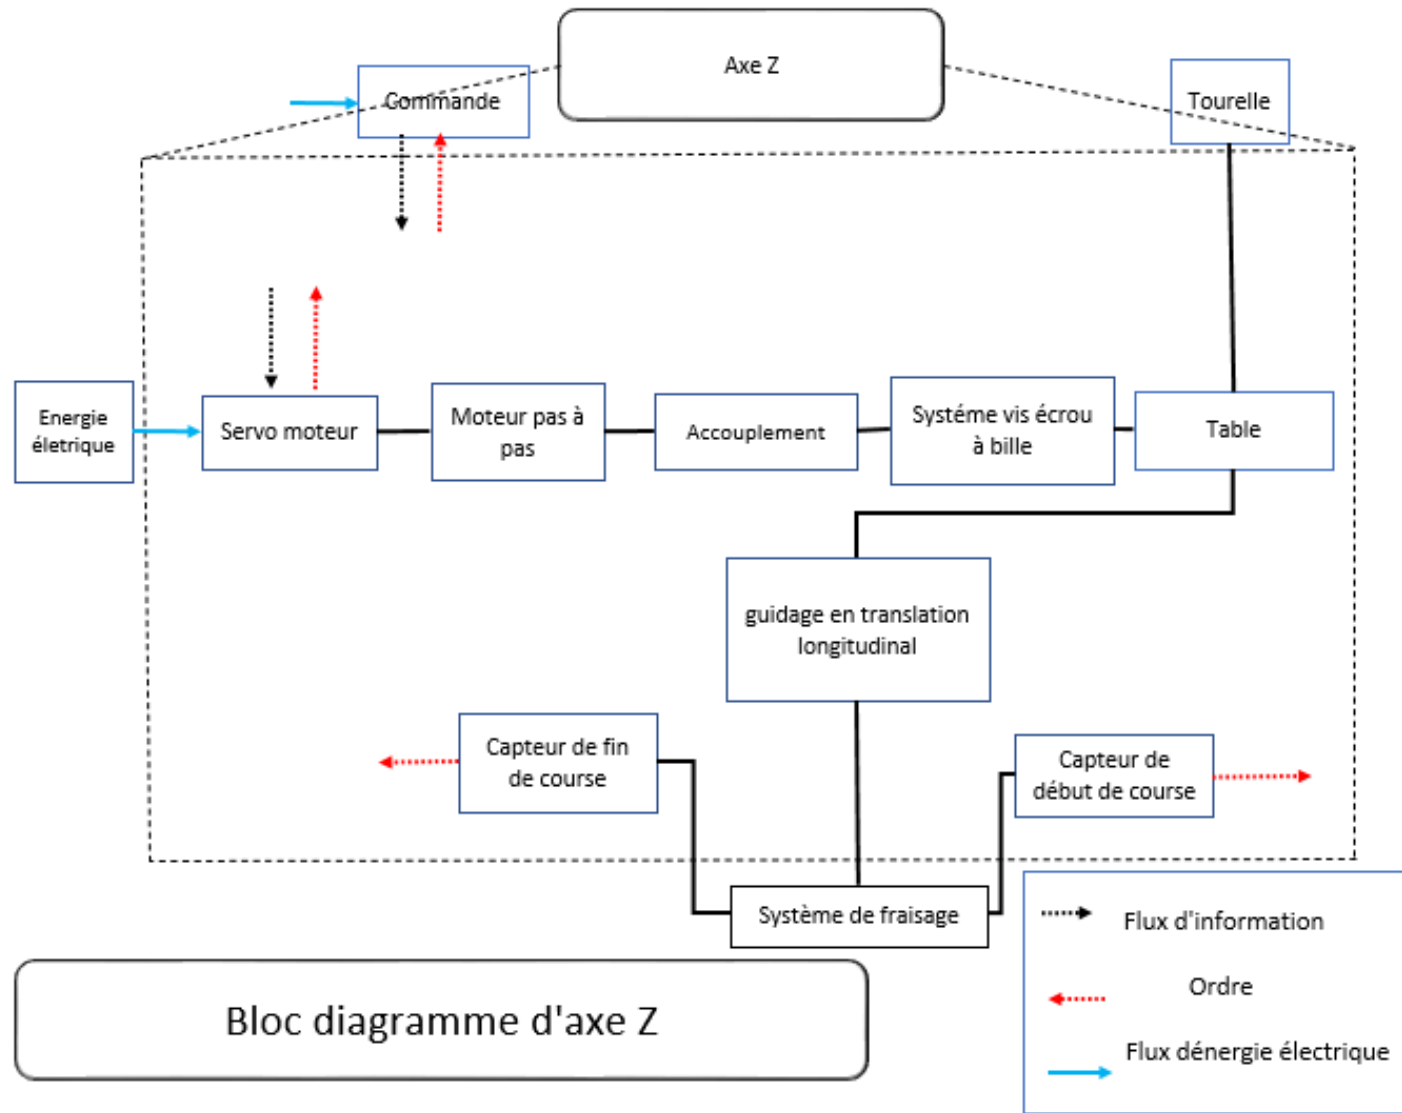 Axe Z
Commande
Tourelle
Energie
életrique
Servo moteur
Moteur pas à
pas
Accouplement
Systéme vis écrou
à bille
Table
guidage en translation
longitudinal
Capteur de fin
de course
Capteur de
début de course
Système de fraisage
Flux d'information
Ordre
Flux dénergie électrique
Bloc diagramme d'axe Z